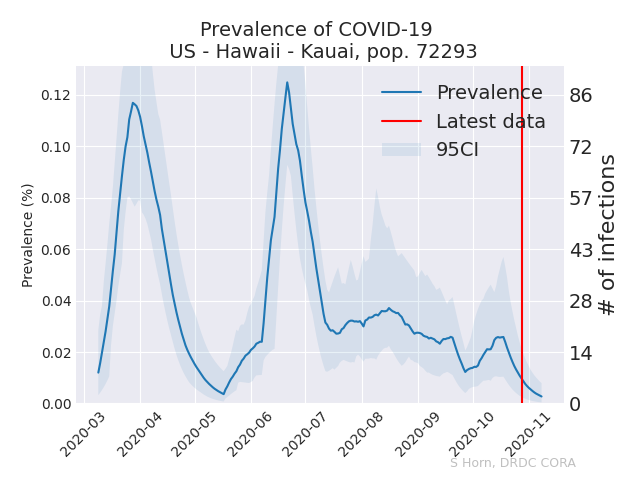 Prevalence of COVID-19
US - Hawaii - Kauai, pop. 72293
Prevalence
Latest data
95CI
Prevalence (%)
0.12
0.10
0.08
0.06
0.04
0.02
0.00
86
72
57
43
28
14
0
# of infections
2020-03
2020-04
2020-05
2020-06
2020-07
2020-08
2020-09
2020-10
2020-11
S Horn, DRDC CORA